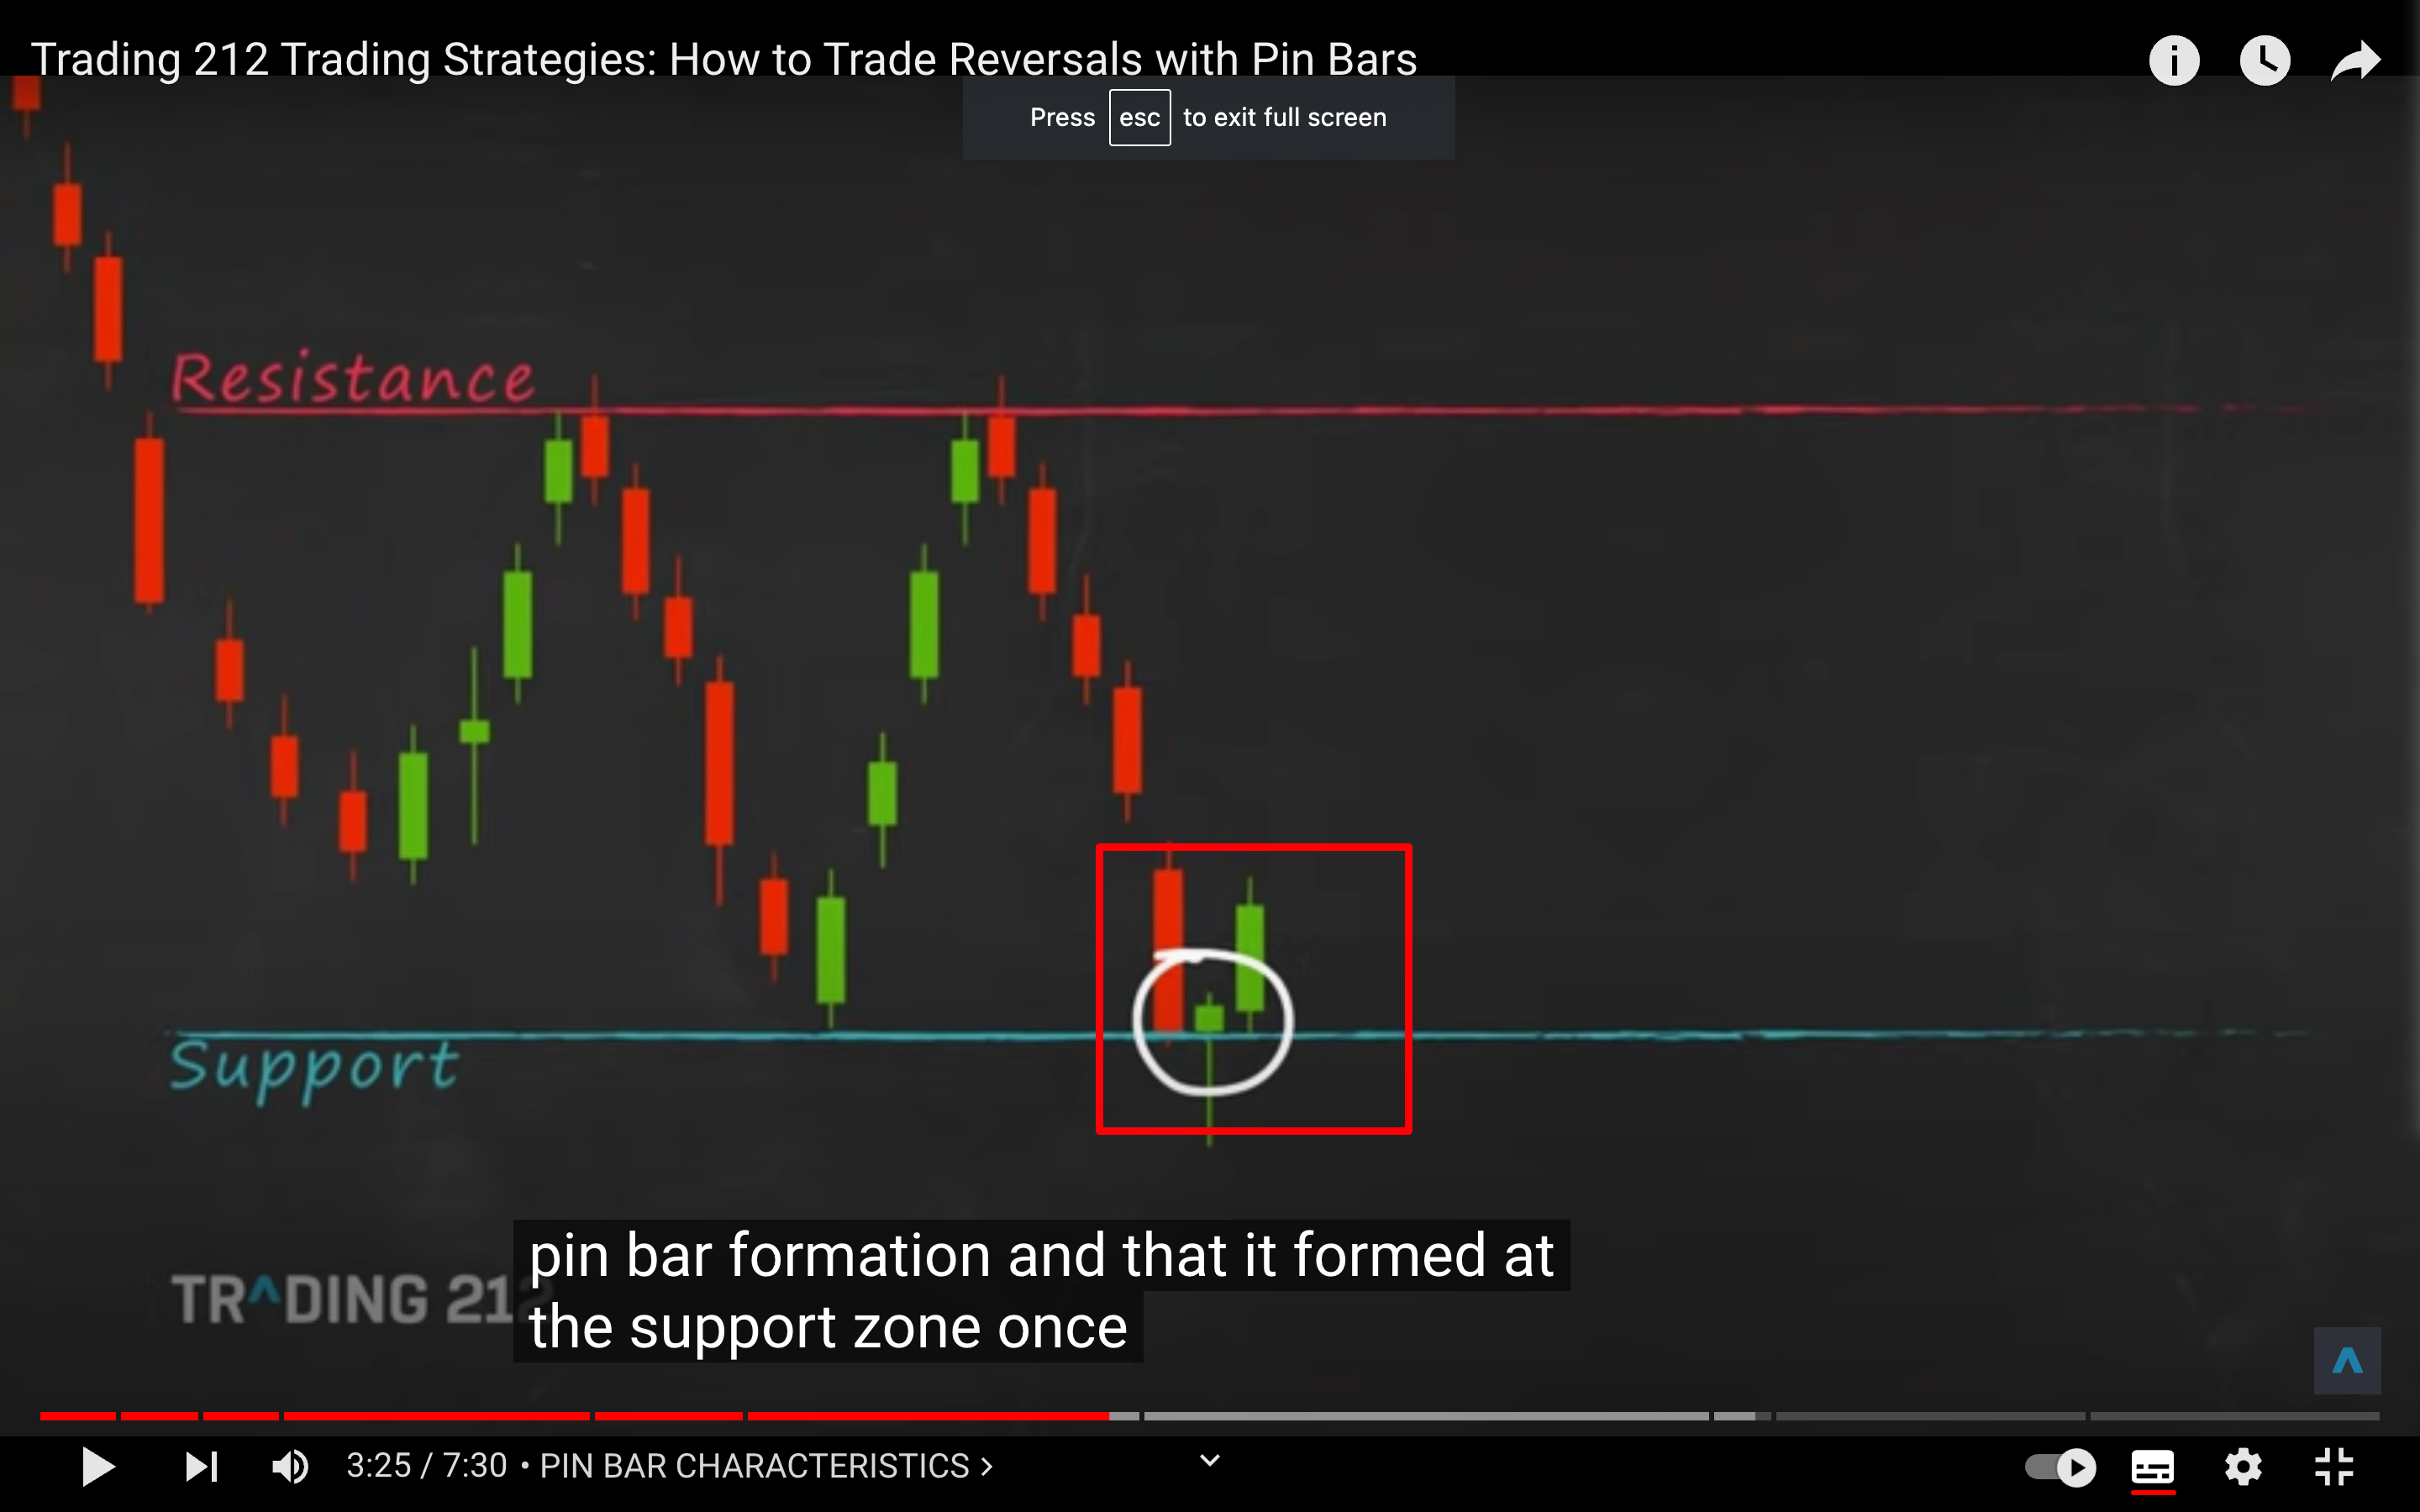 Trading 212 Trading Strategies: How to Trade Reversals with Pin Bars
Press esc to exit full screen
Resistance
Support
pin bar formation and that it formed at
the support zone once
TR^DING 212
3:25 / 7:30 • PIN BAR CHARACTERISTICS